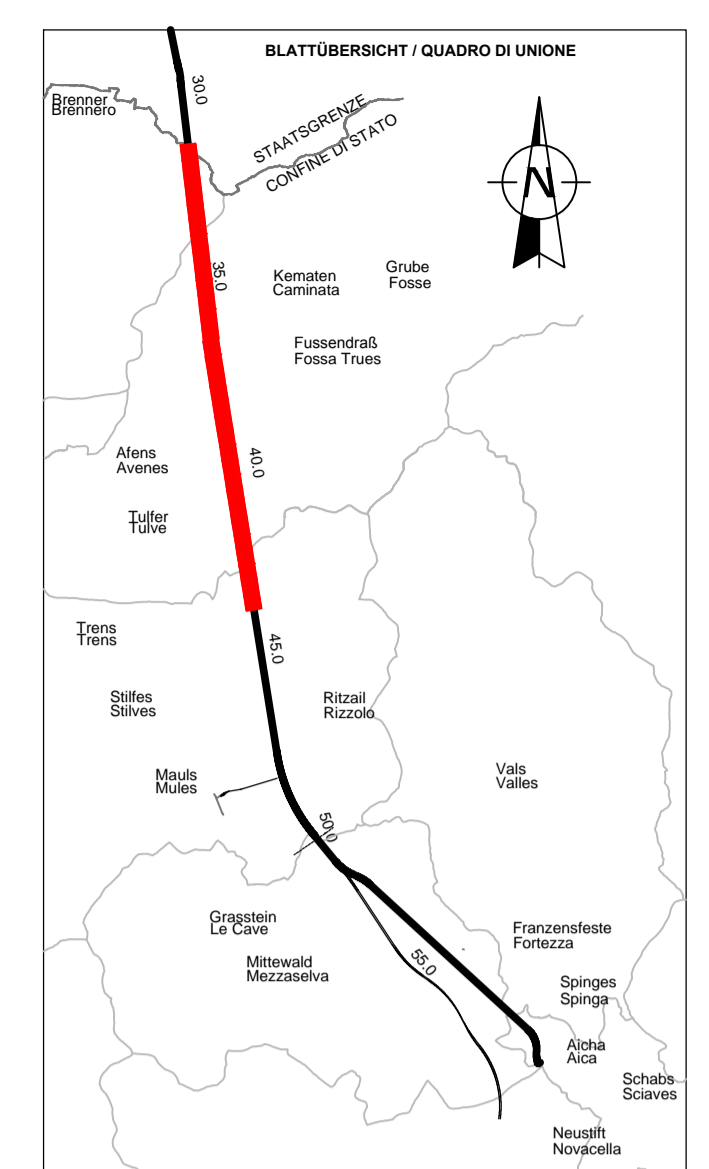 BLATTÜBERSICHT / QUADRO DI UNIONE
30.0
Brenner
Brennero
STAATSGRENZE
CONFINE DI STATO
N
35.0
Kematen
Caminata
Grube
Fosse
Fussendraß
Fossa Trues
40.0
Afens
Avenes
Tulfer
Tulve
Trens
Trens
45.0
Stilfes
Stilves
Ritzail
Rizzolo
Mauls
Mules
Vals
Valles
50.0
Grasstein
Le Cave
Mittewald
Mezzaselva
55.0
Franzensfeste
Fortezza
Spinges
Spinga
Aicha
Aica
Schabs
Sciaves
Neustift
Novacella